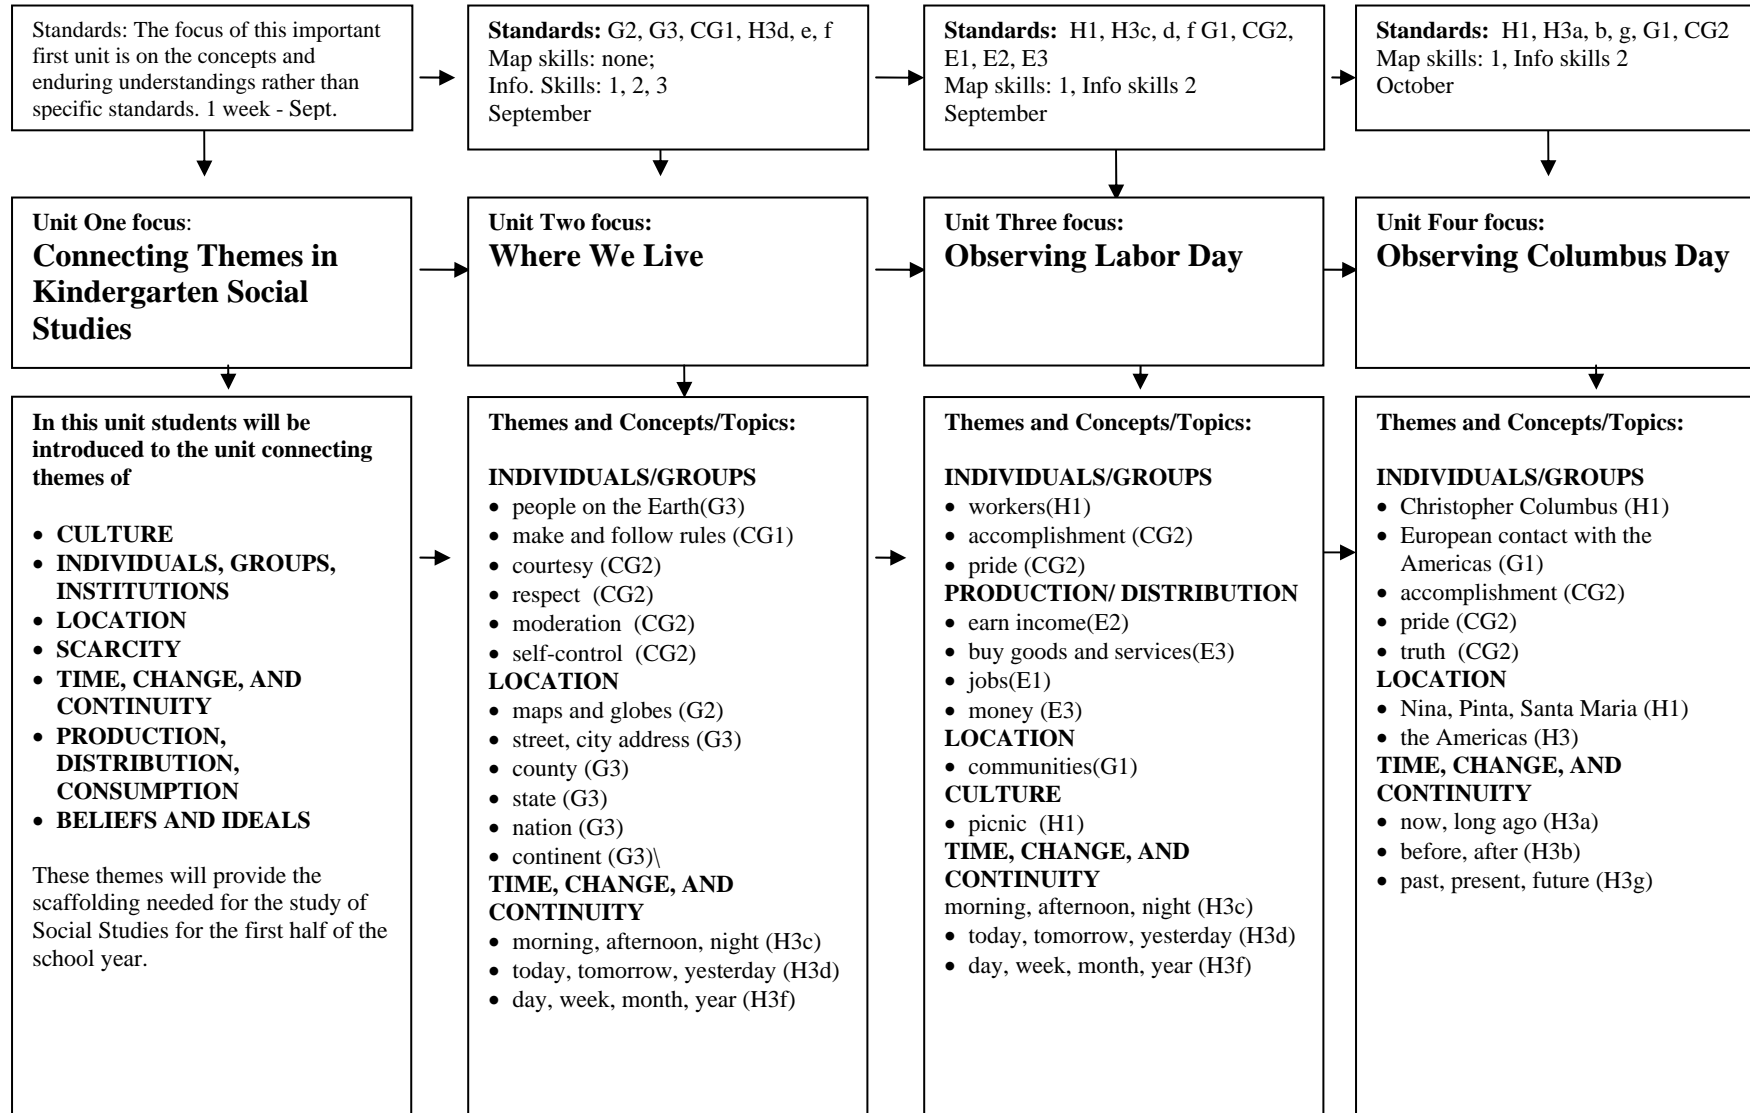 Standards: The focus of this important
first unit is on the concepts and
enduring understandings rather than
specific standards. 1 week - Sept.
Standards: G2, G3, CG1, H3d, e, f
Map skills: none;
Info. Skills: 1, 2, 3
September
Standards:  H1, H3c, d, f G1, CG2,
E1, E2, E3
Map skills: 1, Info skills 2
September
Standards:  H1, H3a, b, g, G1, CG2
Map skills: 1, Info skills 2
October
Unit One focus:
Connecting Themes in
Kindergarten Social
Studies
Unit Two focus:
Where We Live
Unit Three focus:
Observing Labor Day
Unit Four focus:
Observing Columbus Day
In this unit students will be
introduced to the unit connecting
themes of
• CULTURE
• INDIVIDUALS, GROUPS,
INSTITUTIONS
• LOCATION
• SCARCITY
• TIME, CHANGE, AND
CONTINUITY
• PRODUCTION,
DISTRIBUTION,
CONSUMPTION
• BELIEFS AND IDEALS
These themes will provide the
scaffolding needed for the study of
Social Studies for the first half of the
school year.
Themes and Concepts/Topics:
INDIVIDUALS/GROUPS
• people on the Earth(G3)
• make and follow rules (CG1)
• courtesy (CG2)
• respect  (CG2)
• moderation  (CG2)
• self-control  (CG2)
LOCATION
• maps and globes (G2)
• street, city address (G3)
• county (G3)
• state (G3)
• nation (G3)
• continent (G3)\
TIME, CHANGE, AND
CONTINUITY
• morning, afternoon, night (H3c)
• today, tomorrow, yesterday (H3d)
• day, week, month, year (H3f)
Themes and Concepts/Topics:
INDIVIDUALS/GROUPS
• workers(H1)
• accomplishment (CG2)
• pride (CG2)
PRODUCTION/ DISTRIBUTION
• earn income(E2)
• buy goods and services(E3)
• jobs(E1)
• money (E3)
LOCATION
• communities(G1)
CULTURE
• picnic  (H1)
TIME, CHANGE, AND
CONTINUITY
morning, afternoon, night (H3c)
• today, tomorrow, yesterday (H3d)
• day, week, month, year (H3f)
Themes and Concepts/Topics:
INDIVIDUALS/GROUPS
• Christopher Columbus (H1)
• European contact with the
Americas (G1)
• accomplishment (CG2)
• pride (CG2)
• truth  (CG2)
LOCATION
• Nina, Pinta, Santa Maria (H1)
• the Americas (H3)
TIME, CHANGE, AND
CONTINUITY
• now, long ago (H3a)
• before, after (H3b)
• past, present, future (H3g)